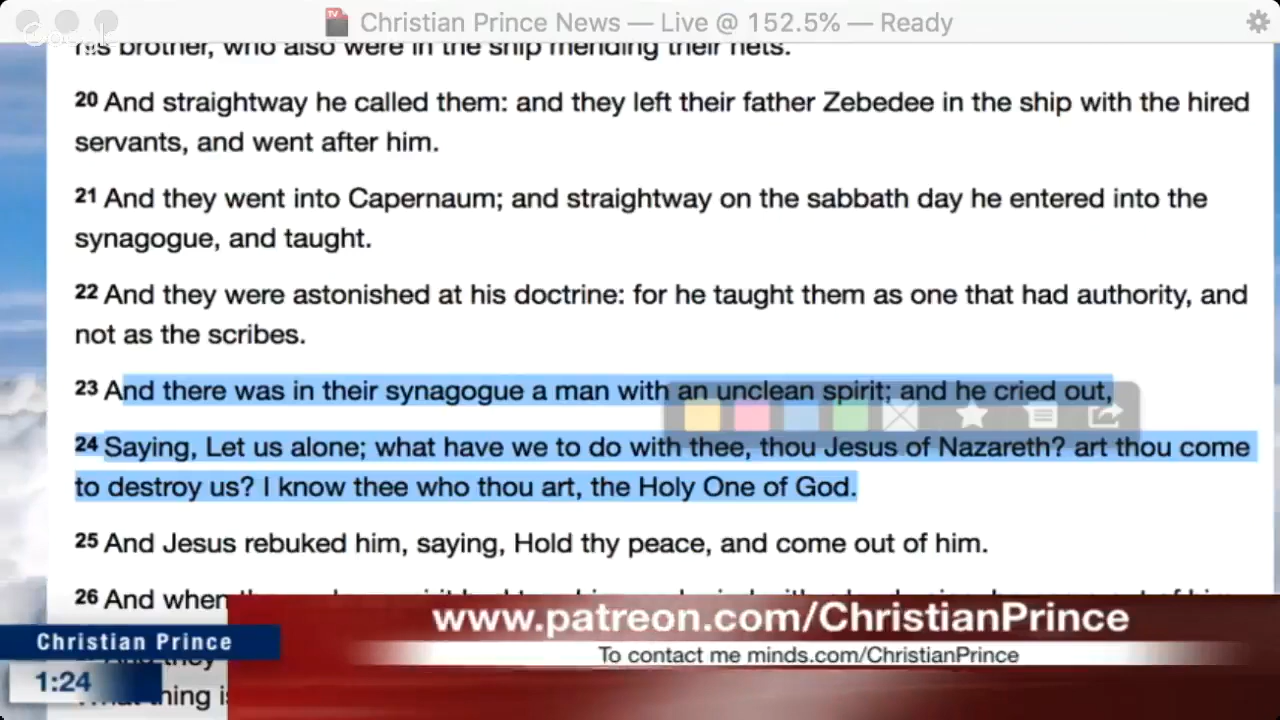 Christian Prince News — Live @ 152.5% — Ready
Google
his brother, who also were in the ship mending their nets.
20 And straightway he called them: and they left their father Zebedee in the ship with the hired
servants, and went after him.
21 And they went into Capernaum; and straightway on the sabbath day he entered into the
synagogue, and taught.
22 And they were astonished at his doctrine: for he taught them as one that had authority, and
not as the scribes.
23 And there was in their synagogue a man with an unclean spirit; and he cried out,
24 Saying, Let us alone; what have we to do with thee, thou Jesus of Nazareth? art thou come
to destroy us? I know thee who thou art, the Holy One of God.
25 And Jesus rebuked him, saying, Hold thy peace, and come out of him.
26 And when
www.patreon.com/ChristianPrince
To contact me minds.com/ChristianPrince
Christian Prince
1:24
thing